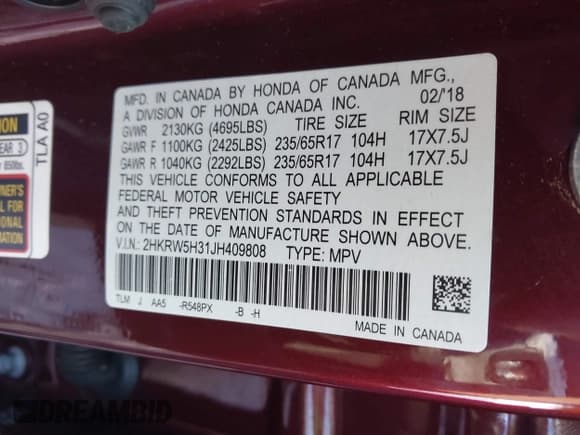 MFD. IN CANADA BY HONDA OF CANADA MFG.,
A DIVISION OF HONDA CANADA INC. 02/'18
GVWR 2130KG (4695LBS) TIRE SIZE RIM SIZE
GAWR F 1100KG (2425LBS) 235/65R17 104H 17X7.5J
GAWR R 1040KG (2292LBS) 235/65R17 104H 17X7.5J
THIS VEHICLE CONFORMS TO ALL APPLICABLE
FEDERAL MOTOR VEHICLE SAFETY
AND THEFT PREVENTION STANDARDS IN EFFECT
ON THE DATE OF MANUFACTURE SHOWN ABOVE.
V.I.N.: 2HKRW5H31JH409808 TYPE: MPV
TLM J AA5 -R548PX -B -H
MADE IN CANADA
TLA A0
EAR 3
850lbs.
DREAMBID